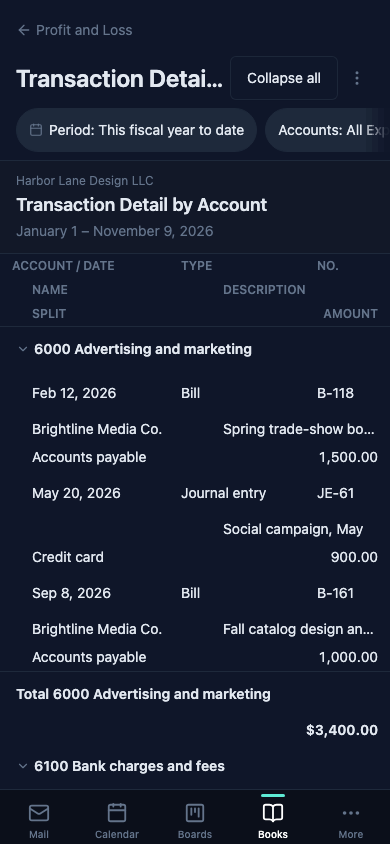 Profit and Loss
Transaction Detai... Collapse all
Period: This fiscal year to date Accounts: All Exp
Harbor Lane Design LLC
Transaction Detail by Account
January 1 – November 9, 2026
ACCOUNT / DATE TYPE NO.
NAME DESCRIPTION
SPLIT AMOUNT
6000 Advertising and marketing
Feb 12, 2026 Bill B-118
Brightline Media Co. Spring trade-show bo...
Accounts payable 1,500.00
May 20, 2026 Journal entry JE-61
Social campaign, May
Credit card 900.00
Sep 8, 2026 Bill B-161
Brightline Media Co. Fall catalog design an...
Accounts payable 1,000.00
Total 6000 Advertising and marketing
$3,400.00
6100 Bank charges and fees
Mail Calendar Boards Books More